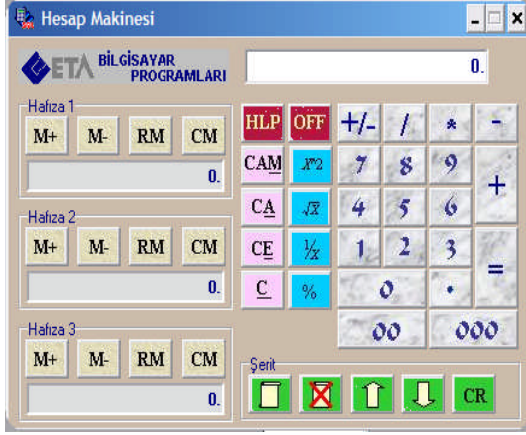 Hesap Makinesi
ETA BİLGİSAYAR
PROGRAMLARI
0.
Hafıza 1
M+ M- RM CM
0.
Hafıza 2
M+ M- RM CM
0.
Hafıza 3
M+ M- RM CM
0.
HLP OFF +/- / * -
CAM X^2 7 8 9 +
CA √X 4 5 6
CE 1/X 1 2 3 =
C % 0 .
00 000
Şerit
CR